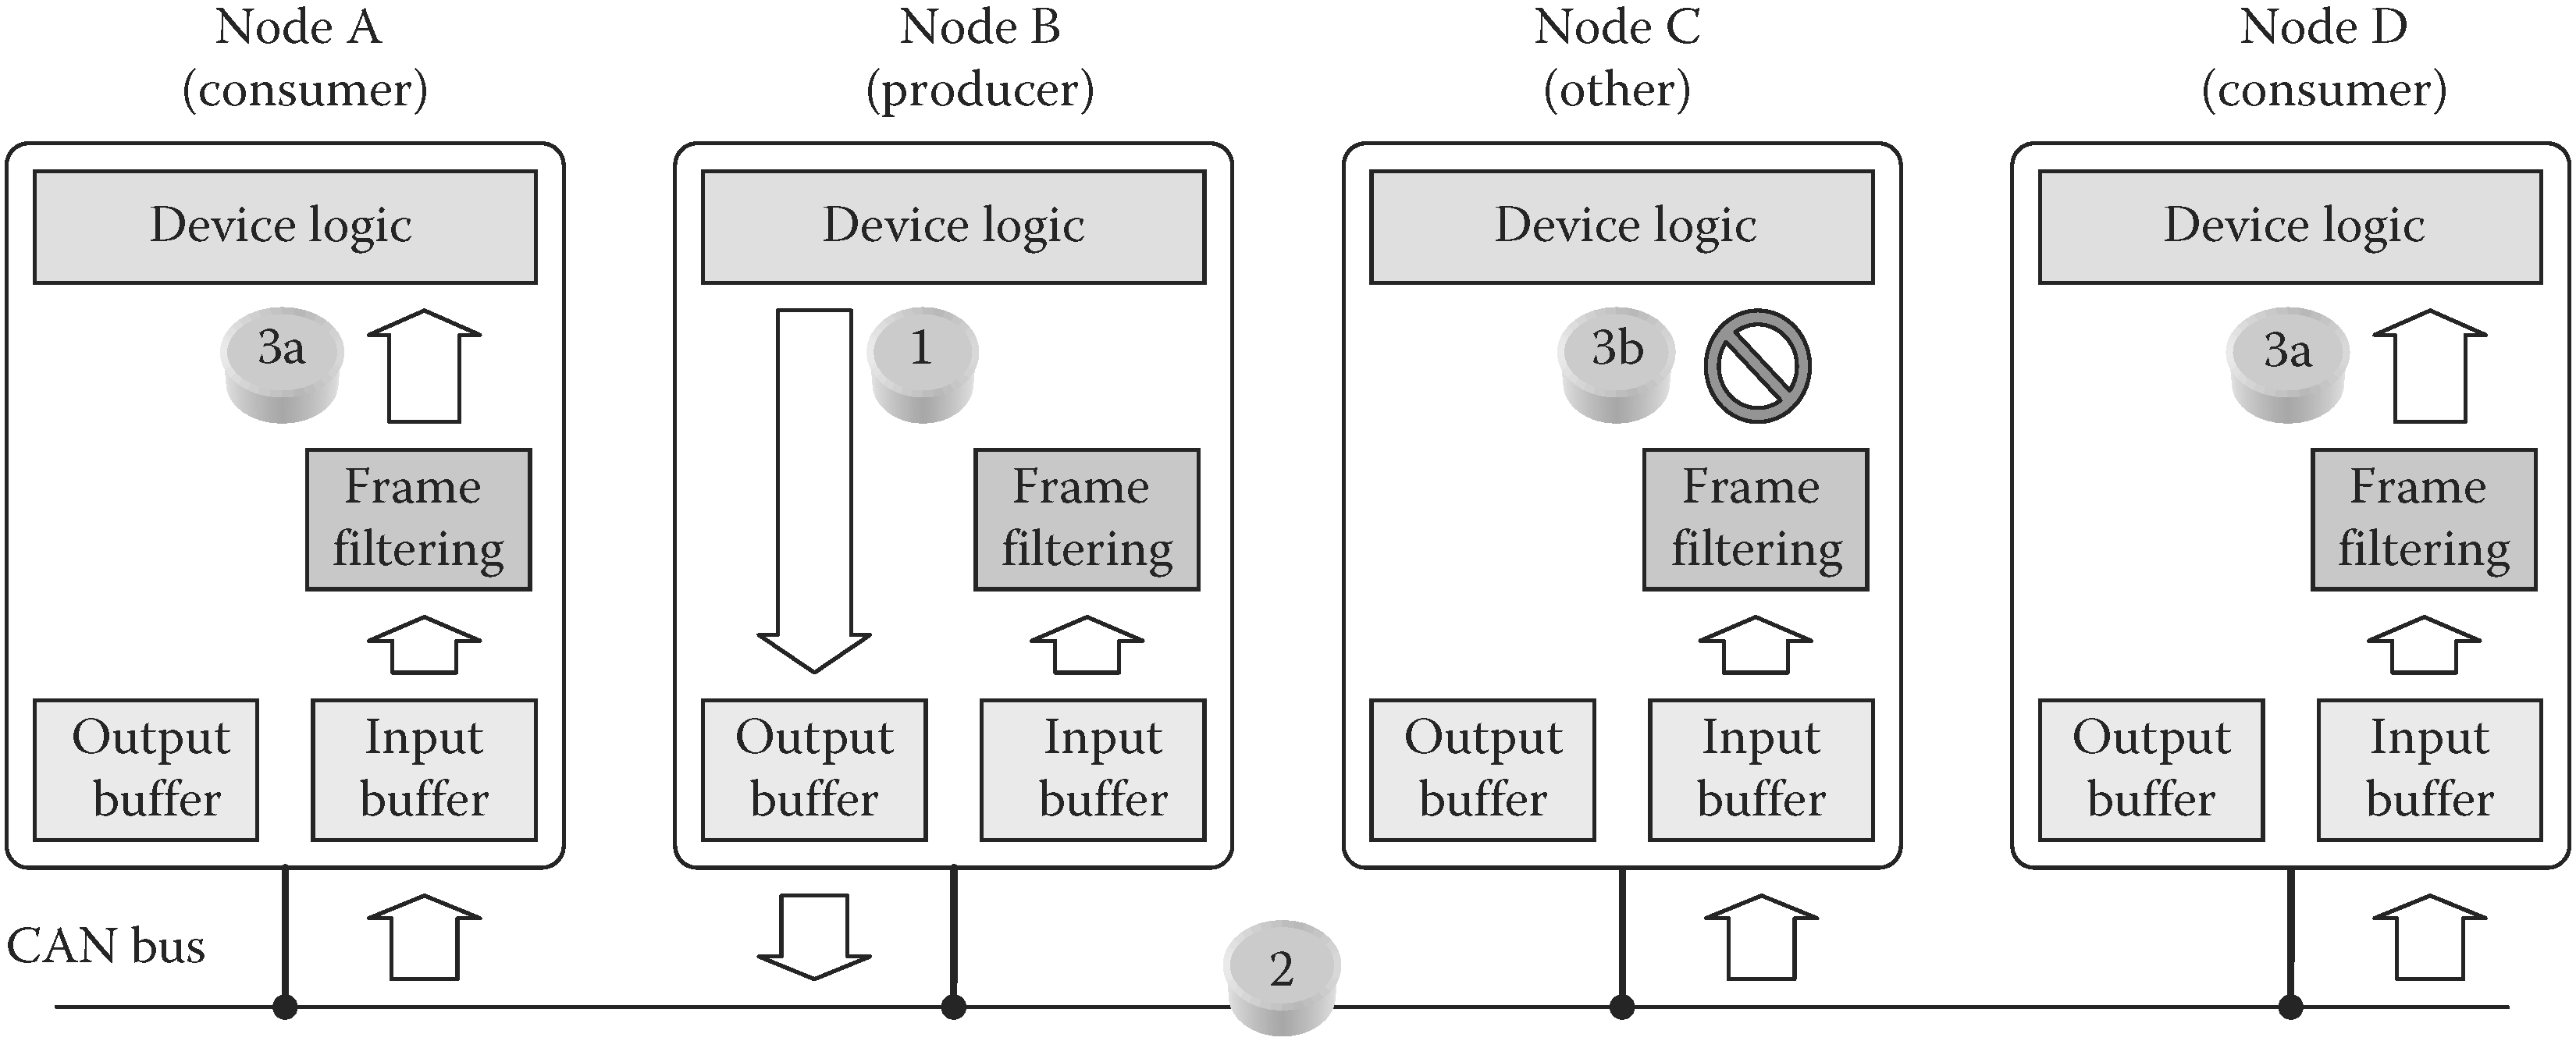 Node A
(consumer)
Node B
(producer)
Node C
(other)
Node D
(consumer)
Device logic
Device logic
Device logic
Device logic
3a
1
3b
3a
Frame
filtering
Frame
filtering
Frame
filtering
Frame
filtering
Output
buffer
Input
buffer
Output
buffer
Input
buffer
Output
buffer
Input
buffer
Output
buffer
Input
buffer
CAN bus
2